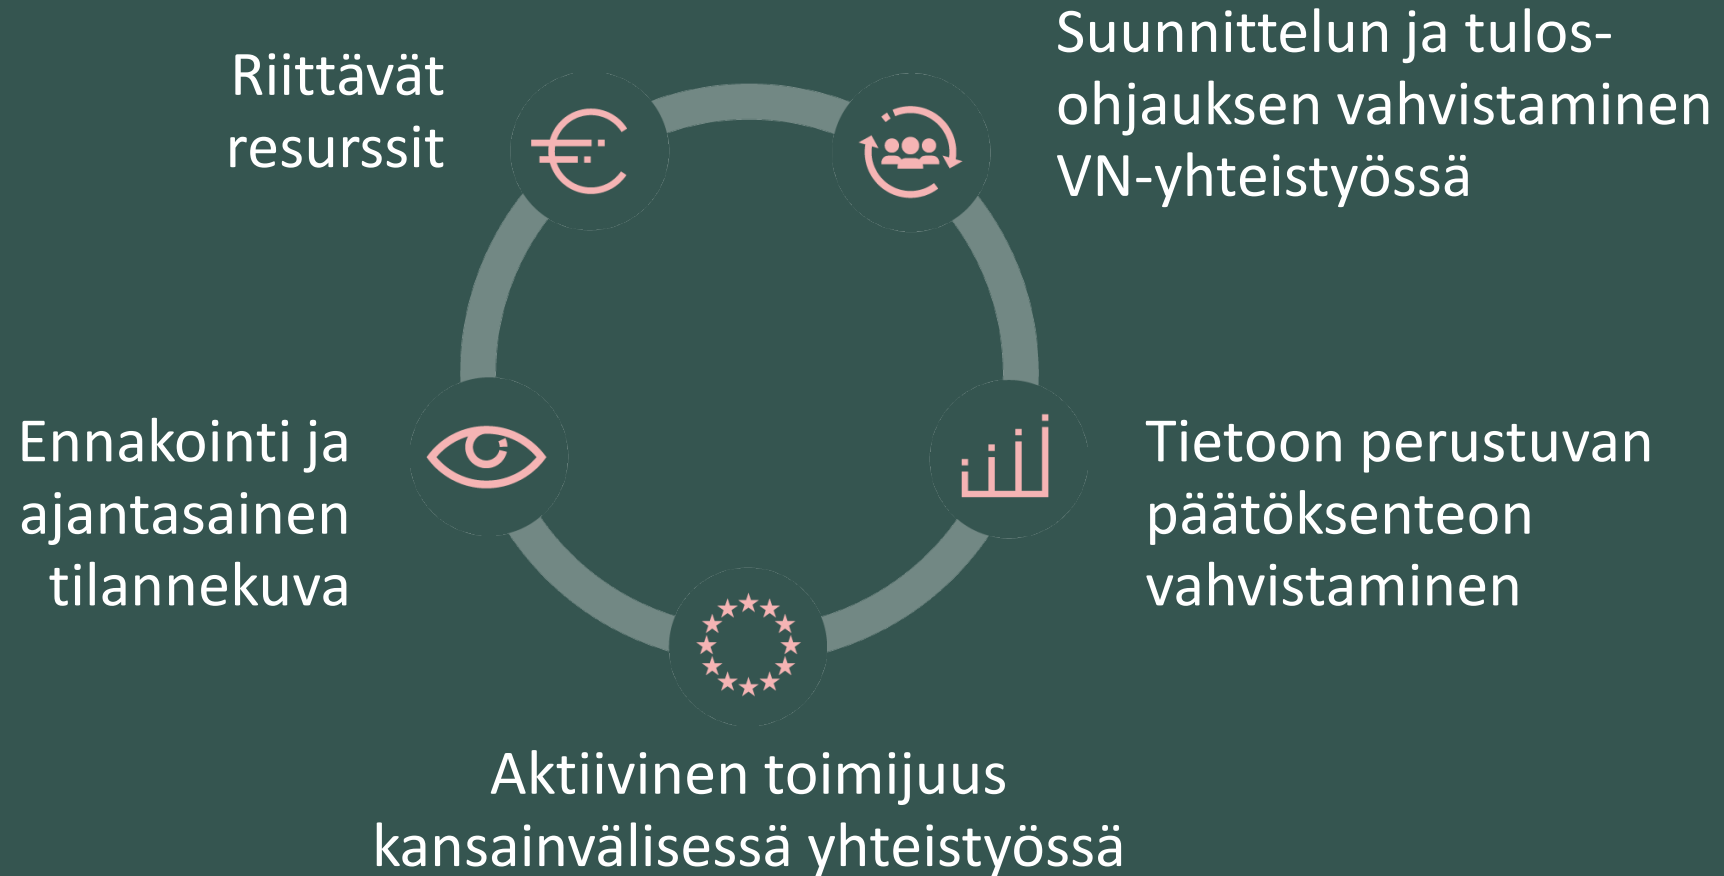 Riittävät
resurssit
Suunnittelun ja tulos-
ohjauksen vahvistaminen
VN-yhteistyössä
Ennakointi ja
ajantasainen
tilannekuva
Tietoon perustuvan
päätöksenteon
vahvistaminen
Aktiivinen toimijuus
kansainvälisessä yhteistyössä